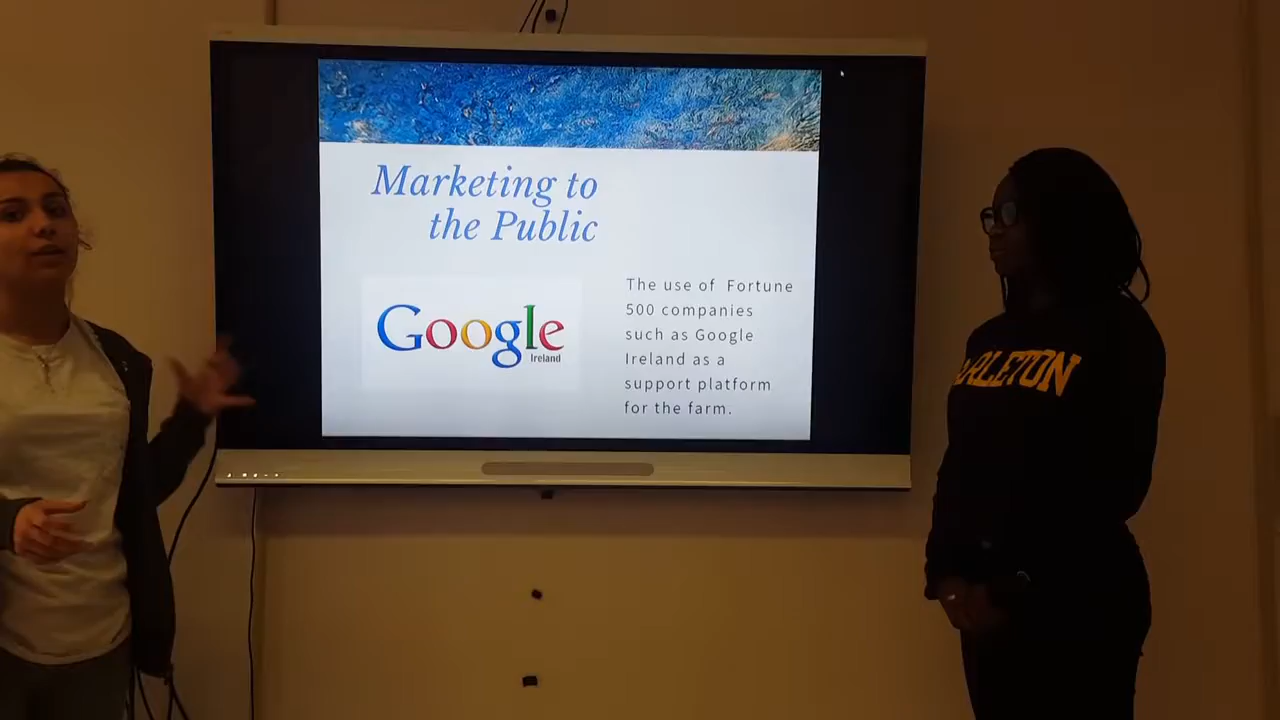 Marketing to
the Public
Google
Ireland
The use of Fortune
500 companies
such as Google
Ireland as a
support platform
for the farm.
ARLETON